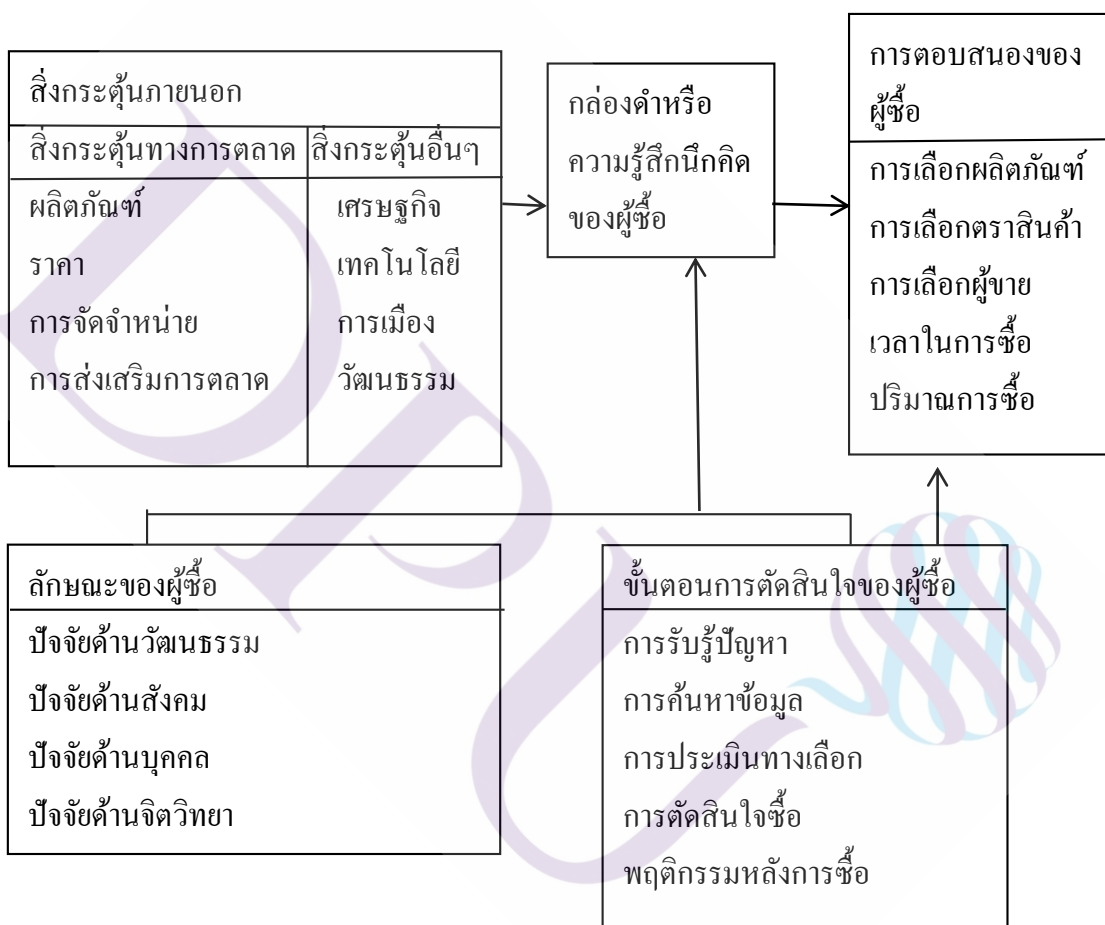 สิ่งกระตุ้นภายนอก
สิ่งกระตุ้นทางการตลาด
สิ่งกระตุ้นอื่นๆ
ผลิตภัณฑ์
เศรษฐกิจ
ราคา
เทคโนโลยี
การจัดจำหน่าย
การเมือง
การส่งเสริมการตลาด
วัฒนธรรม
กล่องดำหรือ
ความรู้สึกนึกคิด
ของผู้ซื้อ
การตอบสนองของ
ผู้ซื้อ
การเลือกผลิตภัณฑ์
การเลือกตราสินค้า
การเลือกผู้ขาย
เวลาในการซื้อ
ปริมาณการซื้อ
ลักษณะของผู้ซื้อ
ปัจจัยด้านวัฒนธรรม
ปัจจัยด้านสังคม
ปัจจัยด้านบุคคล
ปัจจัยด้านจิตวิทยา
ขั้นตอนการตัดสินใจของผู้ซื้อ
การรับรู้ปัญหา
การค้นหาข้อมูล
การประเมินทางเลือก
การตัดสินใจซื้อ
พฤติกรรมหลังการซื้อ
DPU